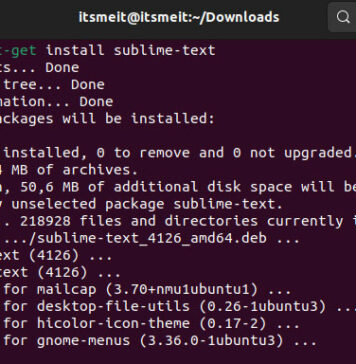 itsmeit@itsmeit:~/Downloads
-get install sublime-text
ts... Done
tree... Done
mation... Done
ackages will be installed:
installed, 0 to remove and 0 not upgraded.
MB of archives.
, 50,6 MB of additional disk space will be
unselected package sublime-text.
.. 218928 files and directories currently i
.../sublime-text_4126_amd64.deb ...
ext (4126) ...
text (4126) ...
for mailcap (3.70+nmu1ubuntu1) ...
for desktop-file-utils (0.26-1ubuntu3) ...
for hicolor-icon-theme (0.17-2) ...
for gnome-menus (3.36.0-1ubuntu3) ...